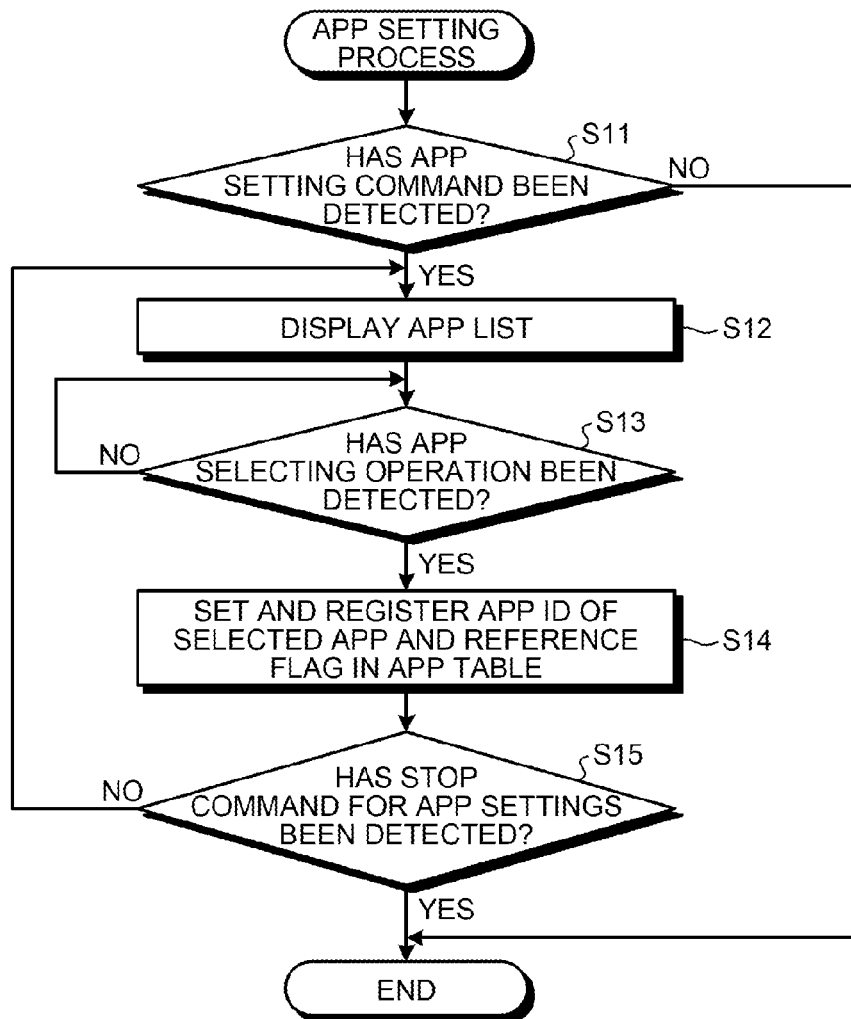 APP SETTING
PROCESS
S11
HAS APP
SETTING COMMAND BEEN
DETECTED?
NO
YES
DISPLAY APP LIST
S12
S13
HAS APP
SELECTING OPERATION BEEN
DETECTED?
NO
YES
SET AND REGISTER APP ID OF
SELECTED APP AND REFERENCE
FLAG IN APP TABLE
S14
S15
HAS STOP
COMMAND FOR APP SETTINGS
BEEN DETECTED?
NO
YES
END